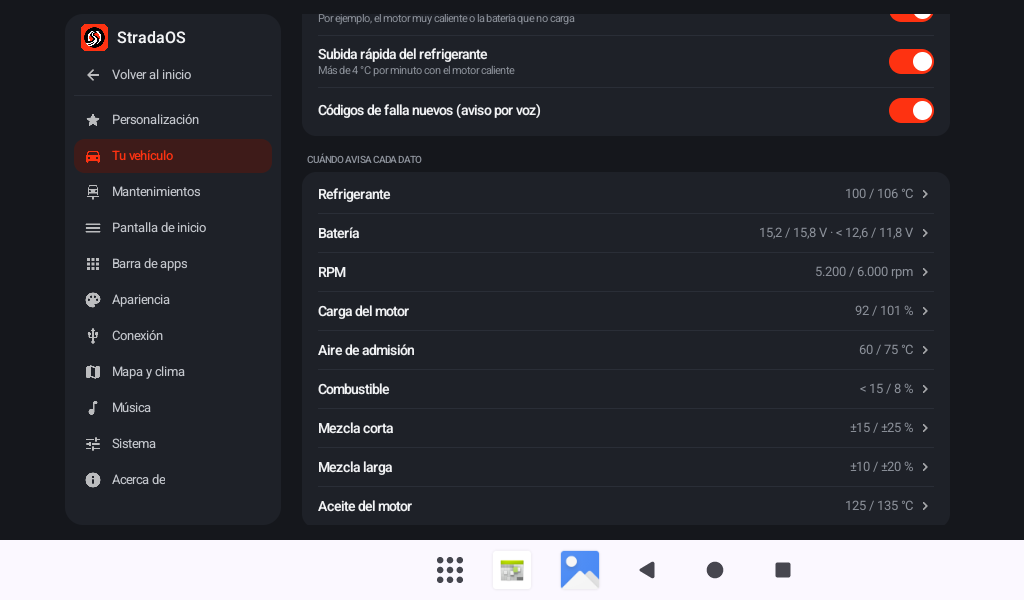 StradaOS
Volver al inicio
Personalización
Tu vehículo
Mantenimientos
Pantalla de inicio
Barra de apps
Apariencia
Conexión
Mapa y clima
Música
Sistema
Acerca de
Por ejemplo, el motor muy caliente o la batería que no carga
Subida rápida del refrigerante
Más de 4 °C por minuto con el motor caliente
Códigos de falla nuevos (aviso por voz)
CUÁNDO AVISA CADA DATO
Refrigerante 100 / 106 °C
Batería 15,2 / 15,8 V · < 12,6 / 11,8 V
RPM 5.200 / 6.000 rpm
Carga del motor 92 / 101 %
Aire de admisión 60 / 75 °C
Combustible < 15 / 8 %
Mezcla corta ±15 / ±25 %
Mezcla larga ±10 / ±20 %
Aceite del motor 125 / 135 °C